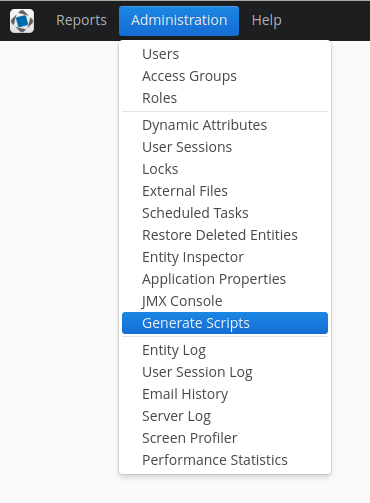 Reports Administration Help
Users
Access Groups
Roles
Dynamic Attributes
User Sessions
Locks
External Files
Scheduled Tasks
Restore Deleted Entities
Entity Inspector
Application Properties
JMX Console
Generate Scripts
Entity Log
User Session Log
Email History
Server Log
Screen Profiler
Performance Statistics